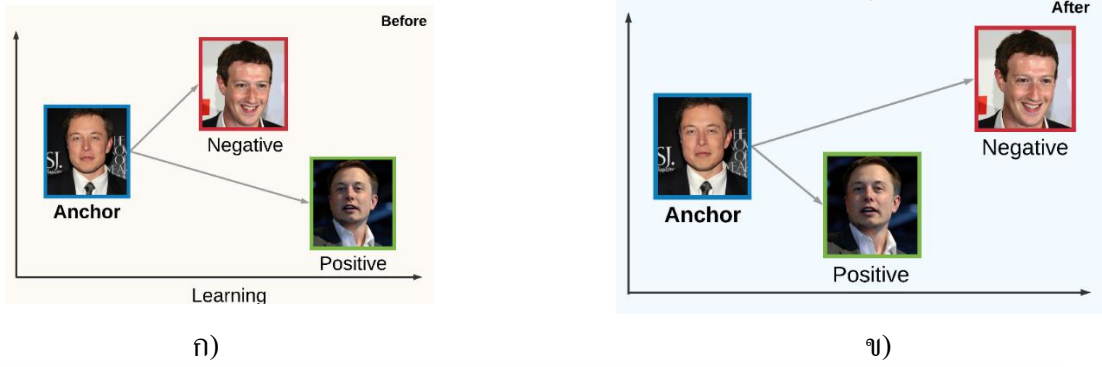 Before
Negative
Anchor
Positive
Learning
ก)
After
Negative
Anchor
Positive
ข)